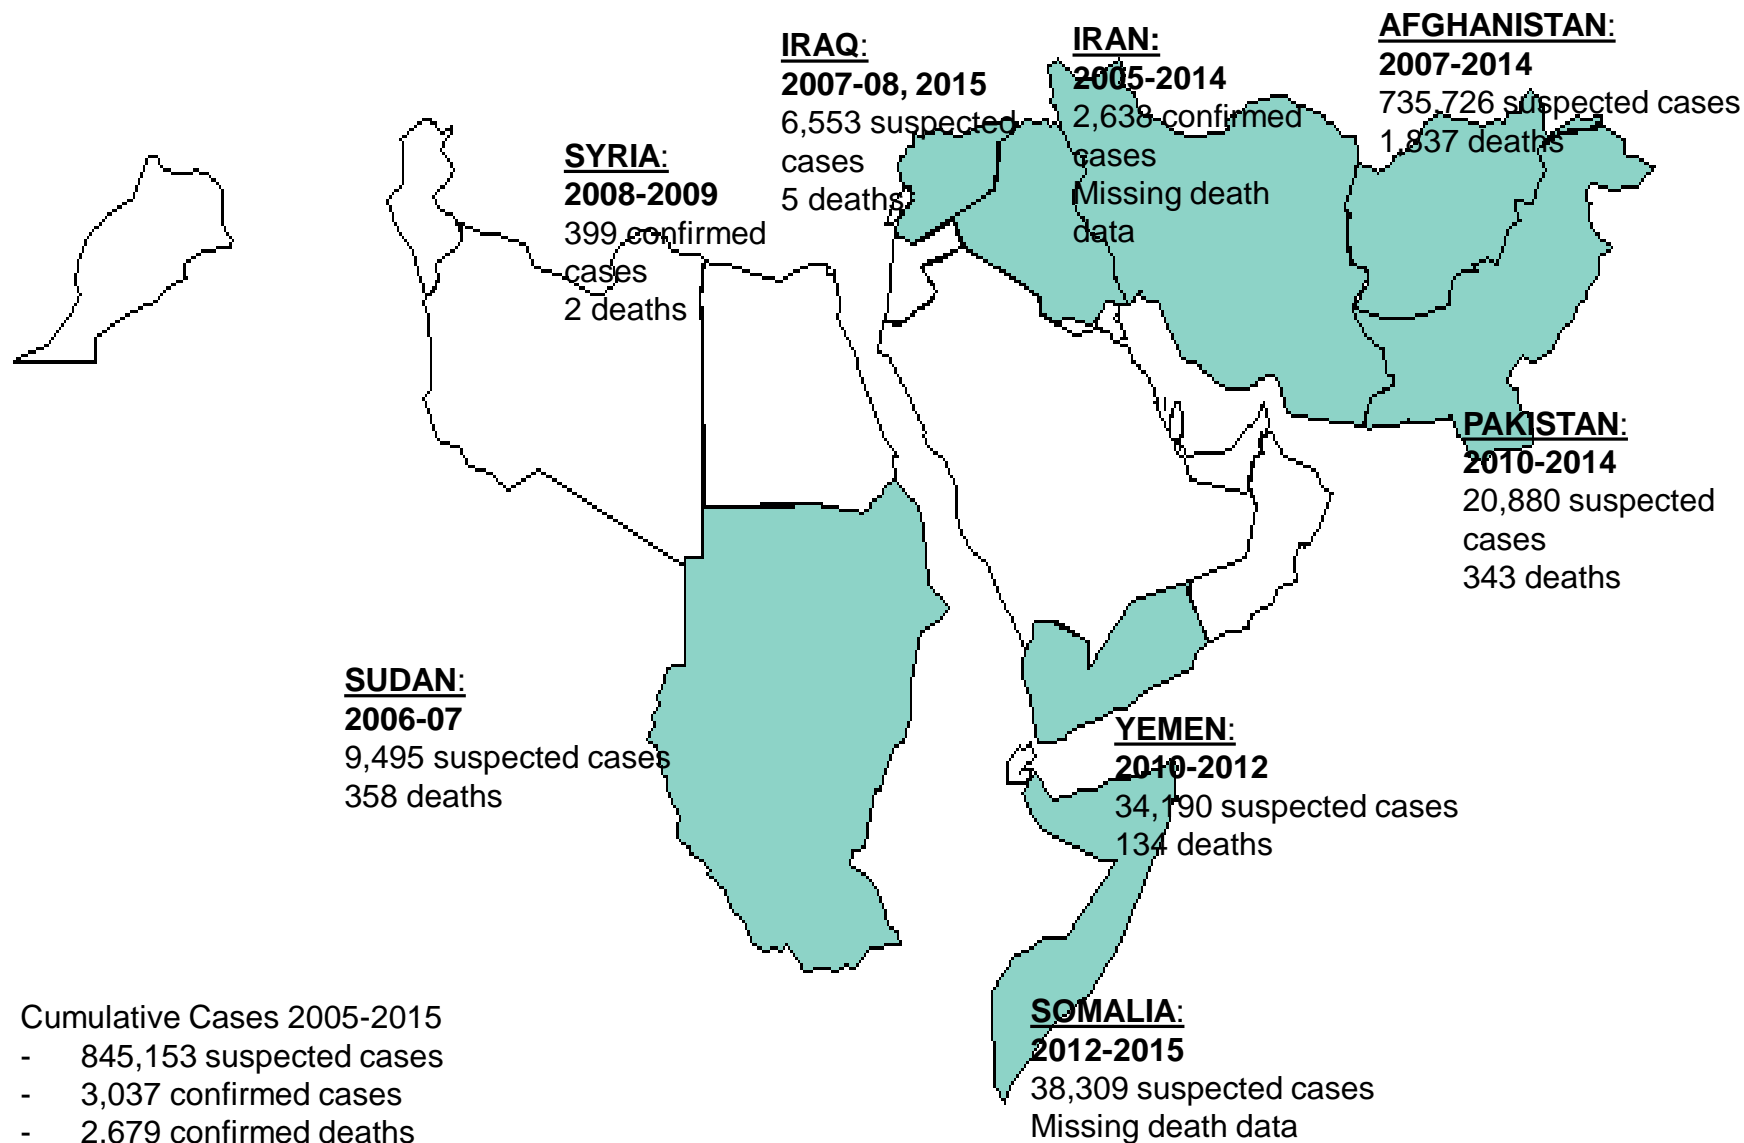 IRAQ:
2007-08, 2015
6,553 suspected
cases
5 deaths
IRAN:
2005-2014
2,638 confirmed
cases
Missing death
data
AFGHANISTAN:
2007-2014
735,726 suspected cases
1,837 deaths
SYRIA:
2008-2009
399 confirmed
cases
2 deaths
PAKISTAN:
2010-2014
20,880 suspected
cases
343 deaths
SUDAN:
2006-07
9,495 suspected cases
358 deaths
YEMEN:
2010-2012
34,190 suspected cases
134 deaths
SOMALIA:
2012-2015
38,309 suspected cases
Missing death data
Cumulative Cases 2005-2015
- 845,153 suspected cases
- 3,037 confirmed cases
- 2,679 confirmed deaths